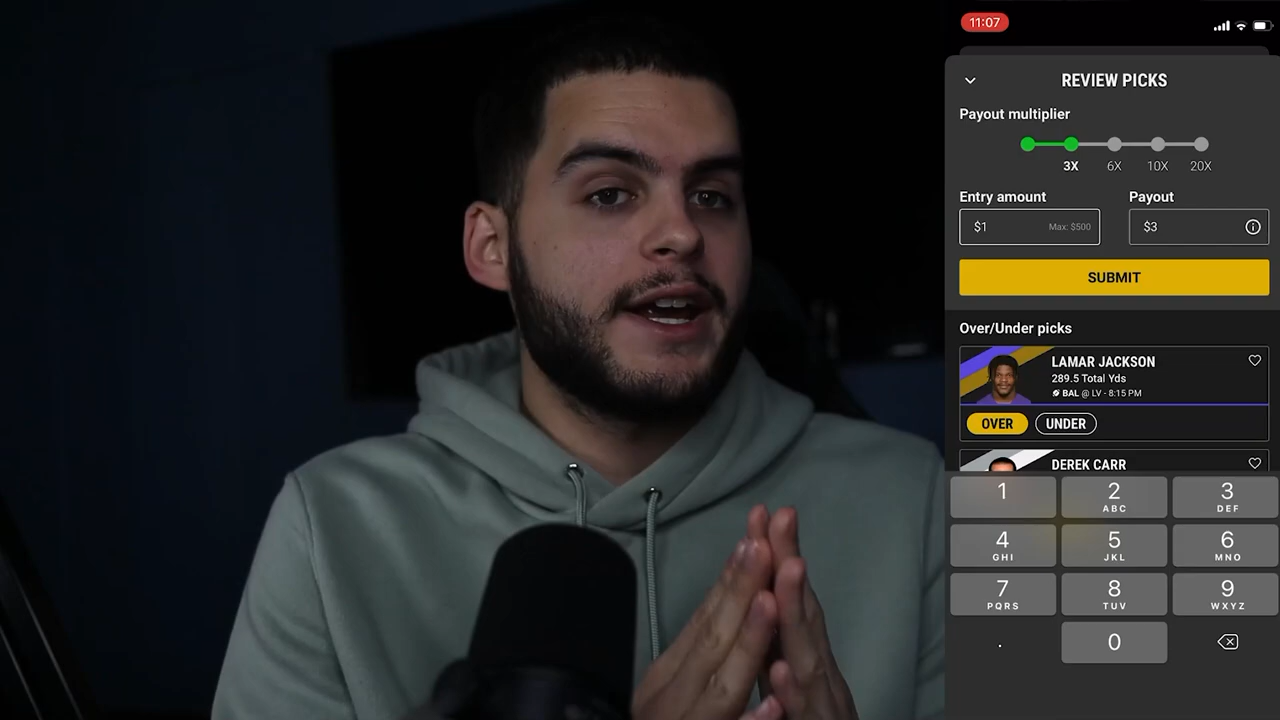 11:07
REVIEW PICKS
Payout multiplier
3X 6X 10X 20X
Entry amount Payout
$1 Max: $500 $3
SUBMIT
Over/Under picks
LAMAR JACKSON
289.5 Total Yds
BAL @ LV - 8:15 PM
OVER UNDER
DEREK CARR
1 2 3
ABC DEF
4 5 6
GHI JKL MNO
7 8 9
PQRS TUV WXYZ
. 0